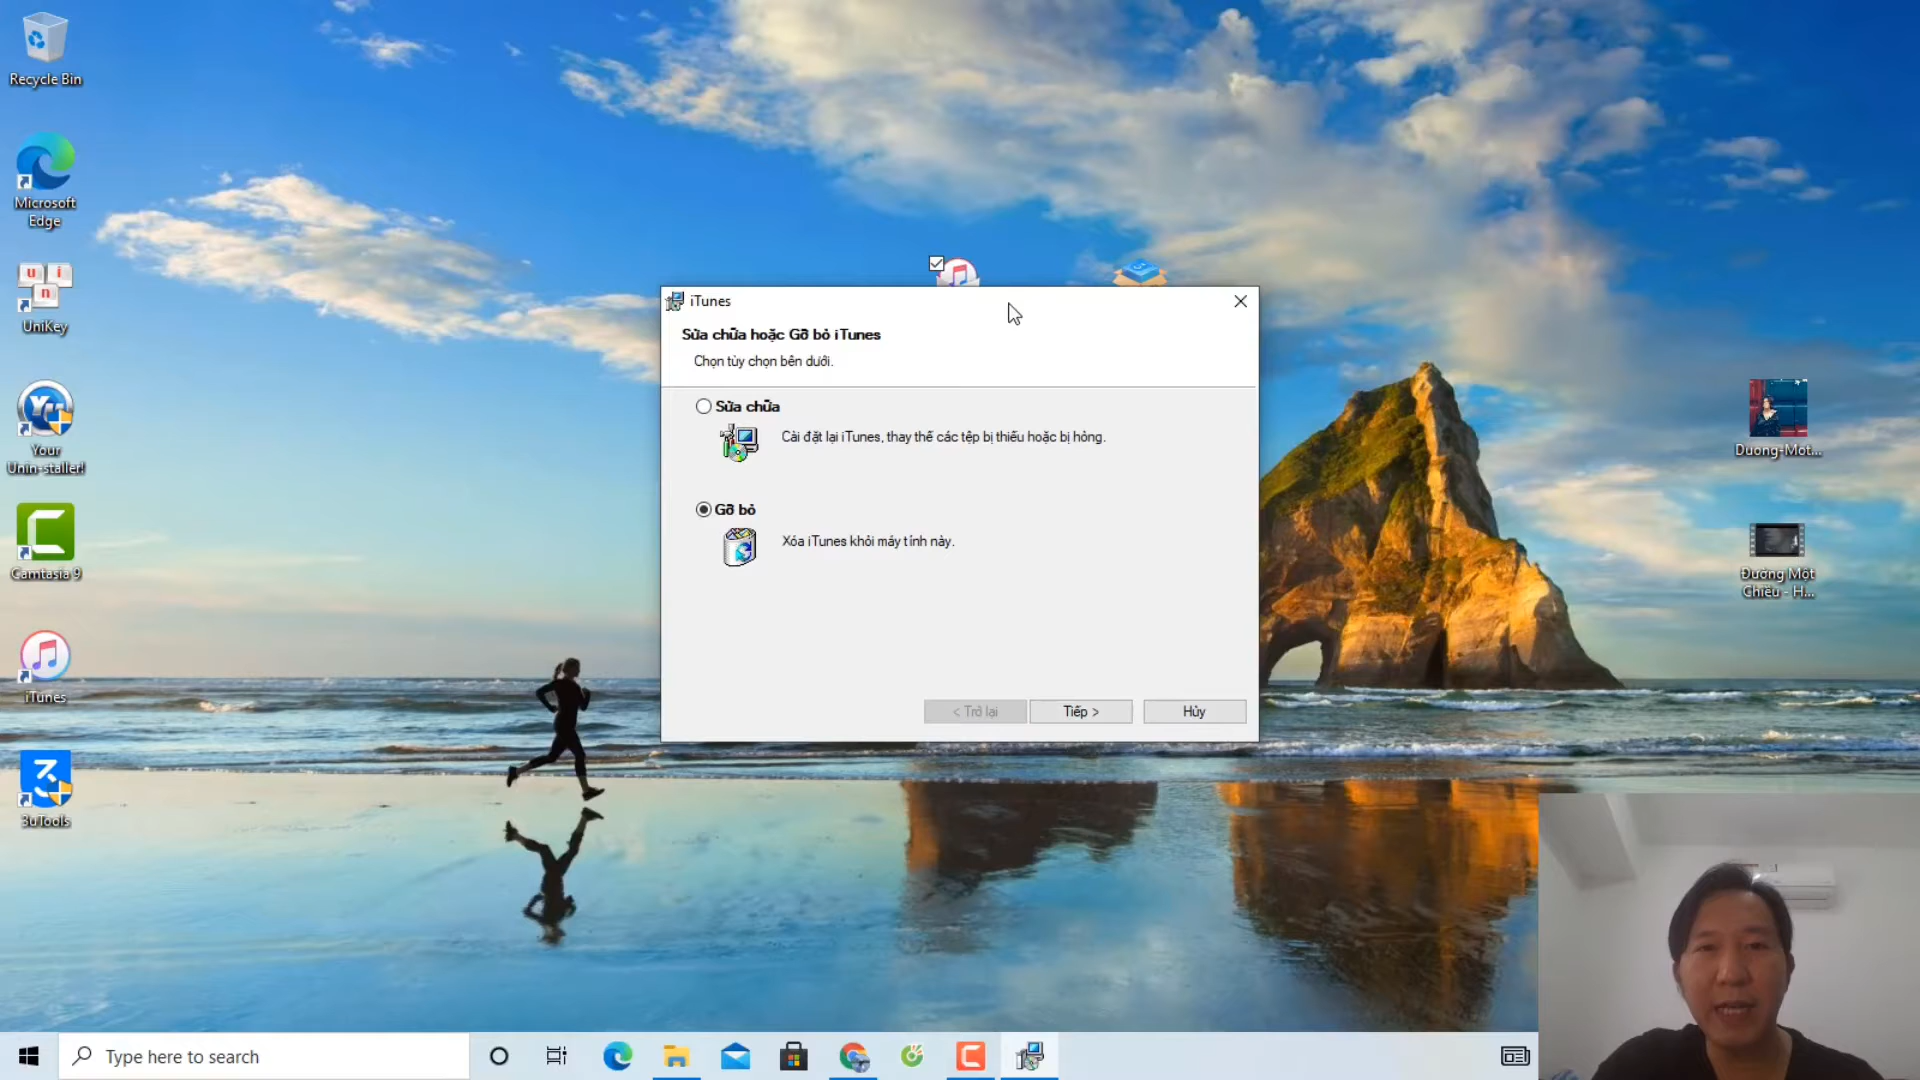 Recycle Bin
Microsoft
Edge
u i
n
UniKey
YU
Your
Unin-staller!
Camtasia 9
iTunes
3uTools
iTunes
Sửa chữa hoặc Gỡ bỏ iTunes
Chọn tùy chọn bên dưới.
Sửa chữa
Cài đặt lại iTunes, thay thế các tệp bị thiếu hoặc bị hỏng.
Gỡ bỏ
Xóa iTunes khỏi máy tính này.
< Trở lại
Tiếp >
Hủy
Duong-Mot...
Đường Một
Chiều - H...
Type here to search